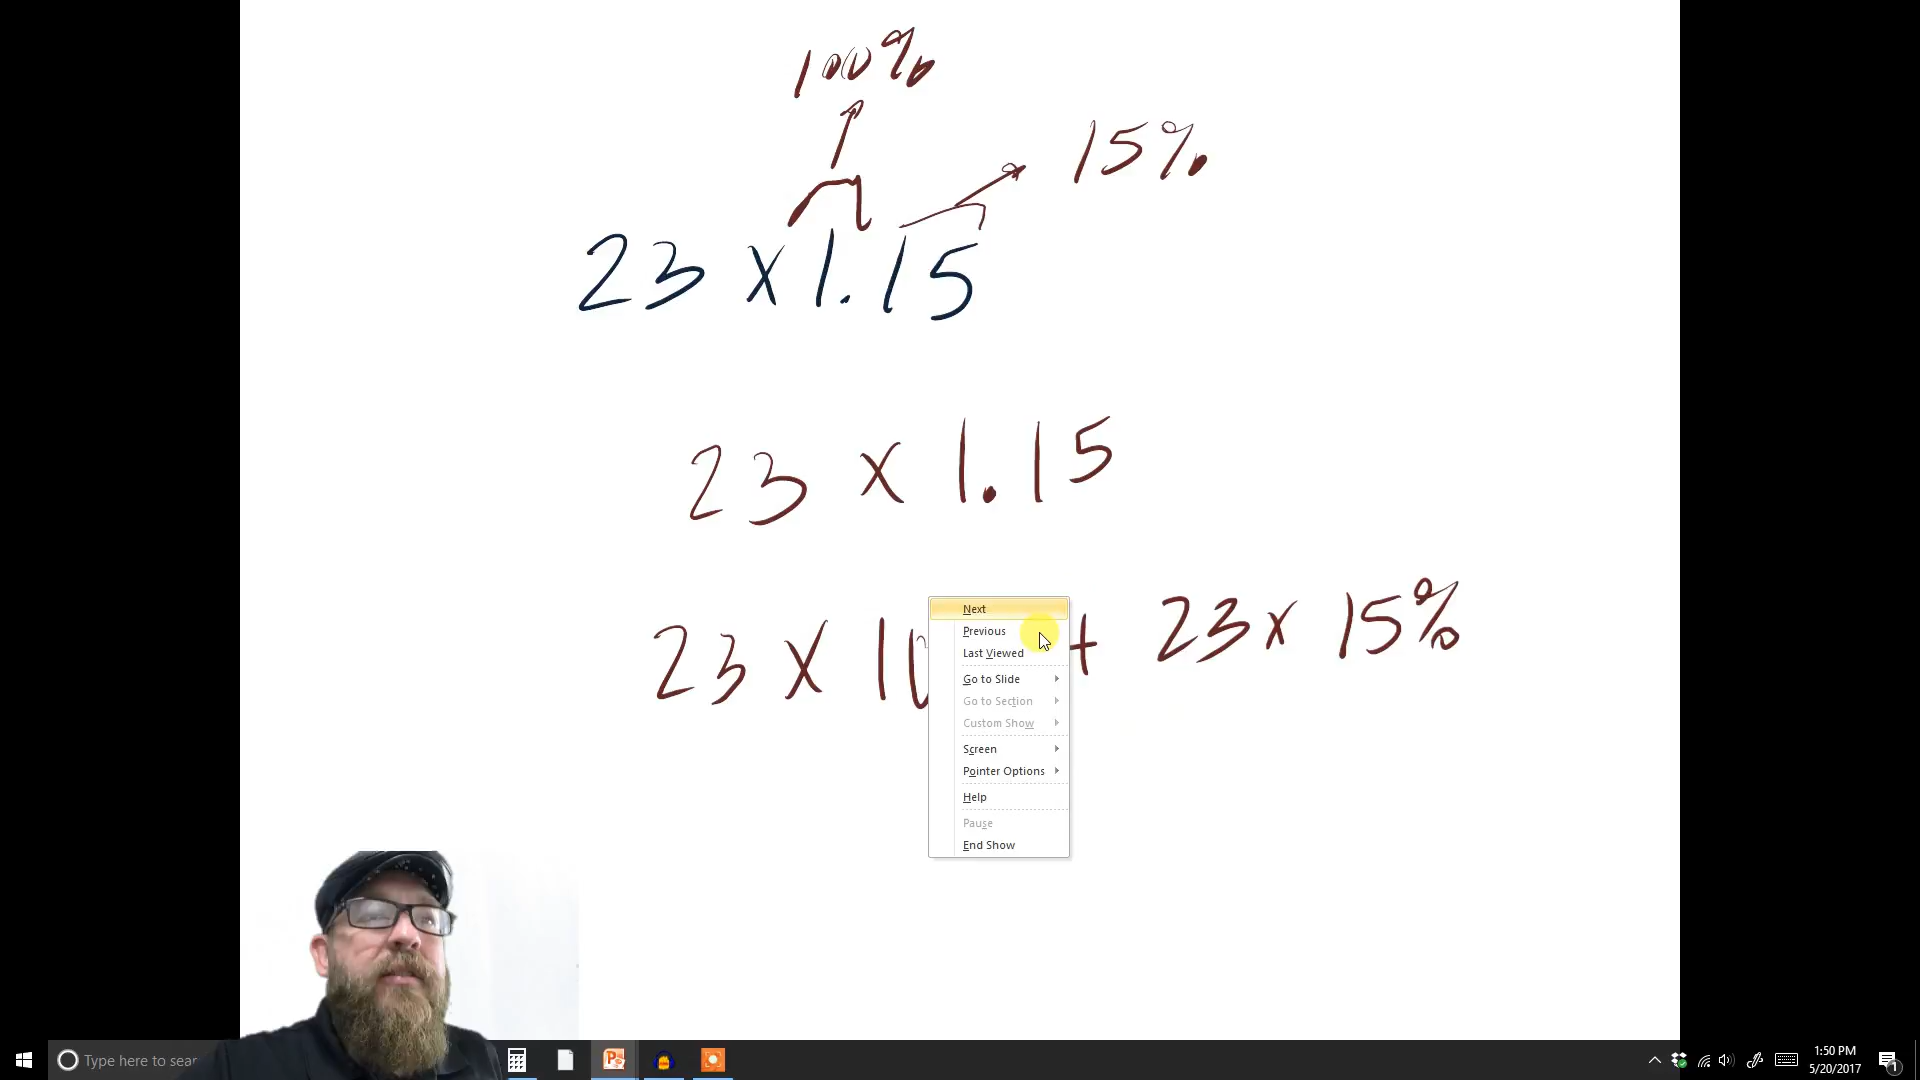 100%
15%
23 x 1.15
23 x 1.15
23 x 10 + 23 x 15%
Next
Previous
Last Viewed
Go to Slide
Go to Section
Custom Show
Screen
Pointer Options
Help
Pause
End Show
Type here to sear
1:50 PM
5/20/2017
1